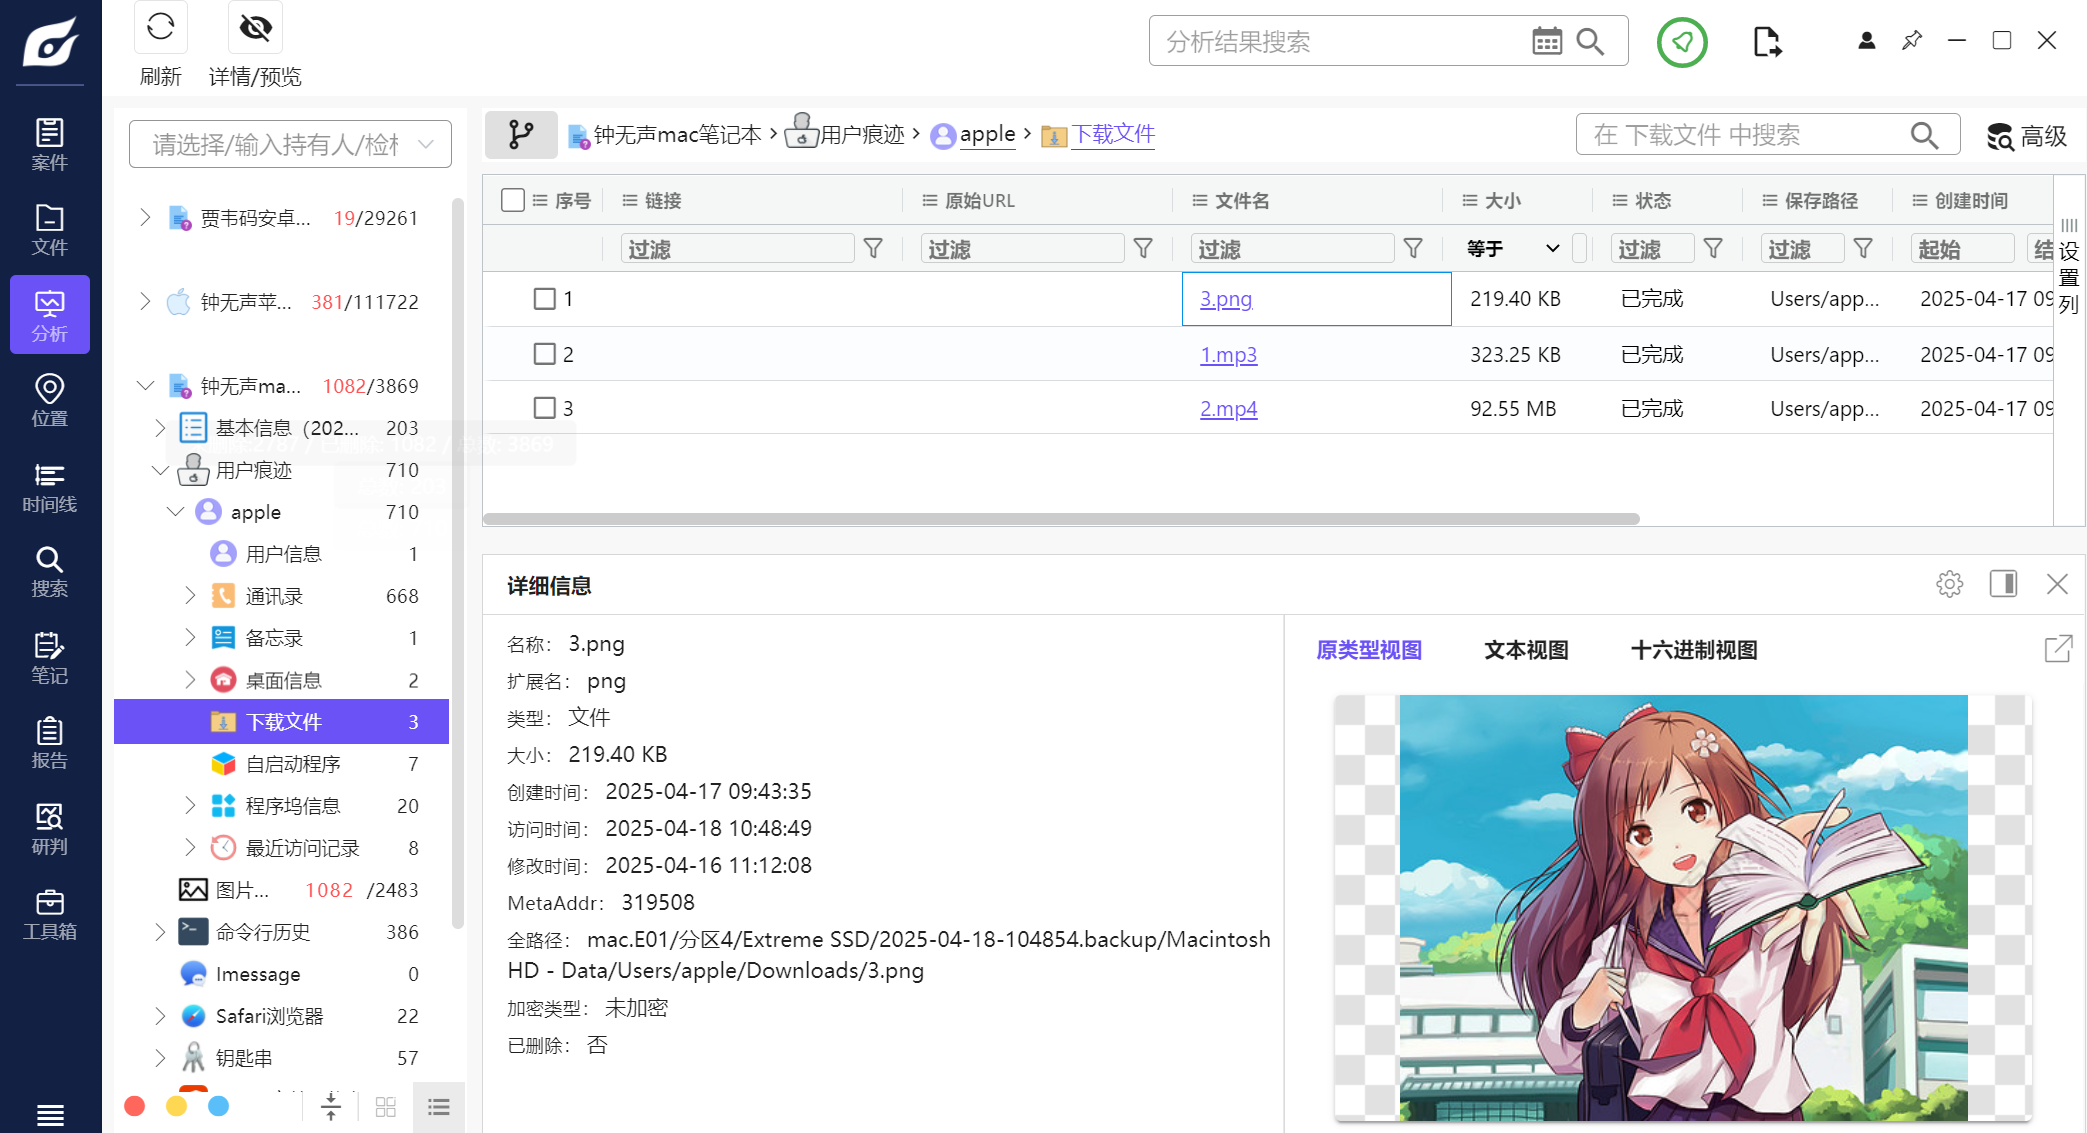 刷新
详情/预览
分析结果搜索
案件
文件
分析
位置
时间线
搜索
笔记
报告
研判
工具箱
请选择/输入持有人/检材
贾韦码安卓... 19/29261
钟无声苹... 381/111722
钟无声ma... 1082/3869
基本信息（202... 203
用户痕迹 710
apple 710
用户信息 1
通讯录 668
备忘录 1
桌面信息 2
下载文件 3
自启动程序 7
程序坞信息 20
最近访问记录 8
图片... 1082 /2483
命令行历史 386
Imessage 0
Safari浏览器 22
钥匙串 57
钟无声mac笔记本 > 用户痕迹 > apple > 下载文件
在 下载文件 中搜索
高级
序号 链接 原始URL 文件名 大小 状态 保存路径 创建时间
过滤 过滤 过滤 等于 过滤 过滤 起始 结
1 3.png 219.40 KB 已完成 Users/app... 2025-04-17 09
2 1.mp3 323.25 KB 已完成 Users/app... 2025-04-17 09
3 2.mp4 92.55 MB 已完成 Users/app... 2025-04-17 09
设置列
详细信息
名称： 3.png
扩展名： png
类型： 文件
大小： 219.40 KB
创建时间： 2025-04-17 09:43:35
访问时间： 2025-04-18 10:48:49
修改时间： 2025-04-16 11:12:08
MetaAddr： 319508
全路径： mac.E01/分区4/Extreme SSD/2025-04-18-104854.backup/Macintosh
HD - Data/Users/apple/Downloads/3.png
加密类型： 未加密
已删除： 否
原类型视图 文本视图 十六进制视图